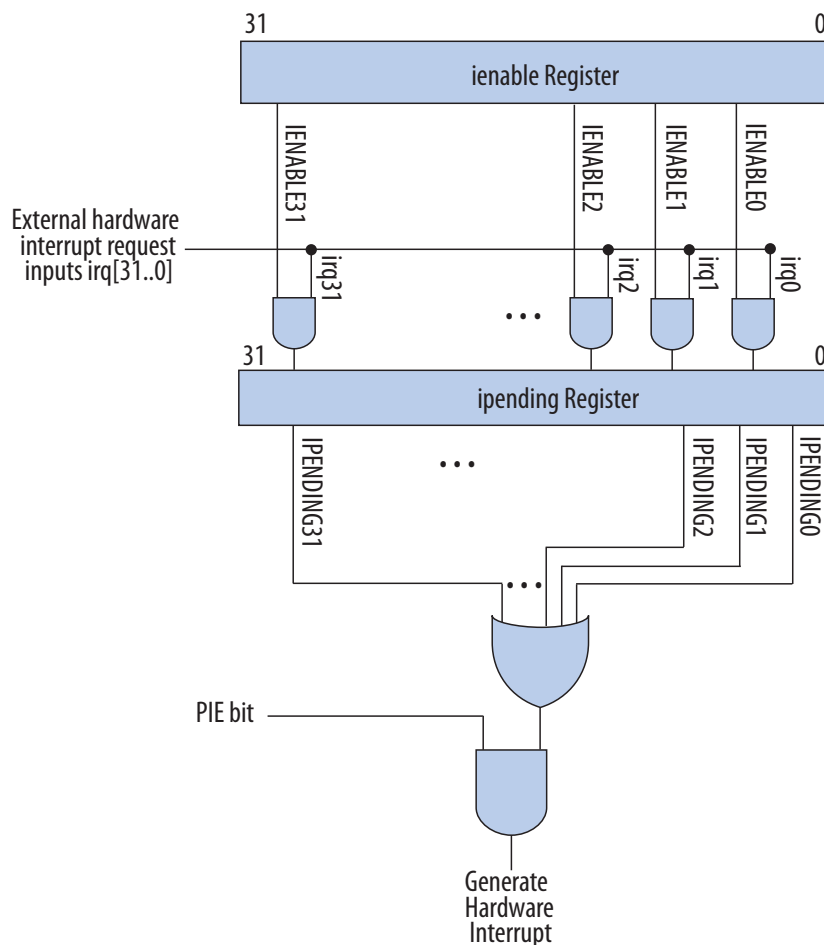 31
0
ienable Register
IENABLE31
IENABLE2
IENABLE1
IENABLE0
External hardware
interrupt request
inputs irq[31..0]
irq31
irq2
irq1
irq0
...
31
0
ipending Register
IPENDING31
...
IPENDING2
IPENDING1
IPENDING0
...
PIE bit
Generate
Hardware
Interrupt